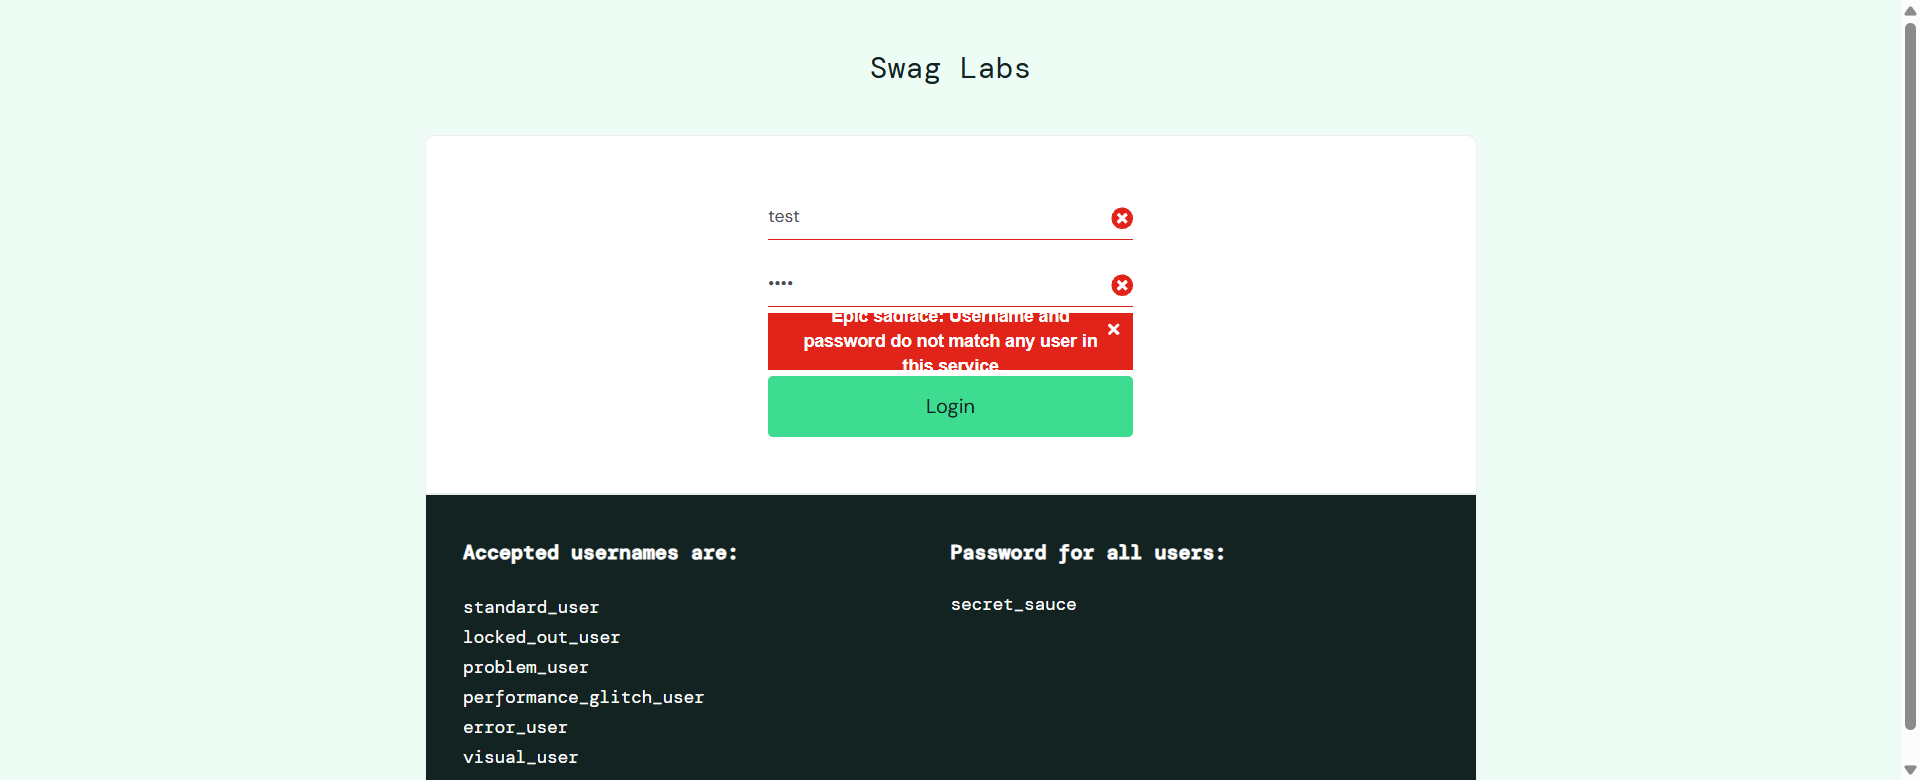 Swag Labs
test
••••
Epic sadface: Username and
password do not match any user in
this service
Login
Accepted usernames are:
standard_user
locked_out_user
problem_user
performance_glitch_user
error_user
visual_user
Password for all users:
secret_sauce